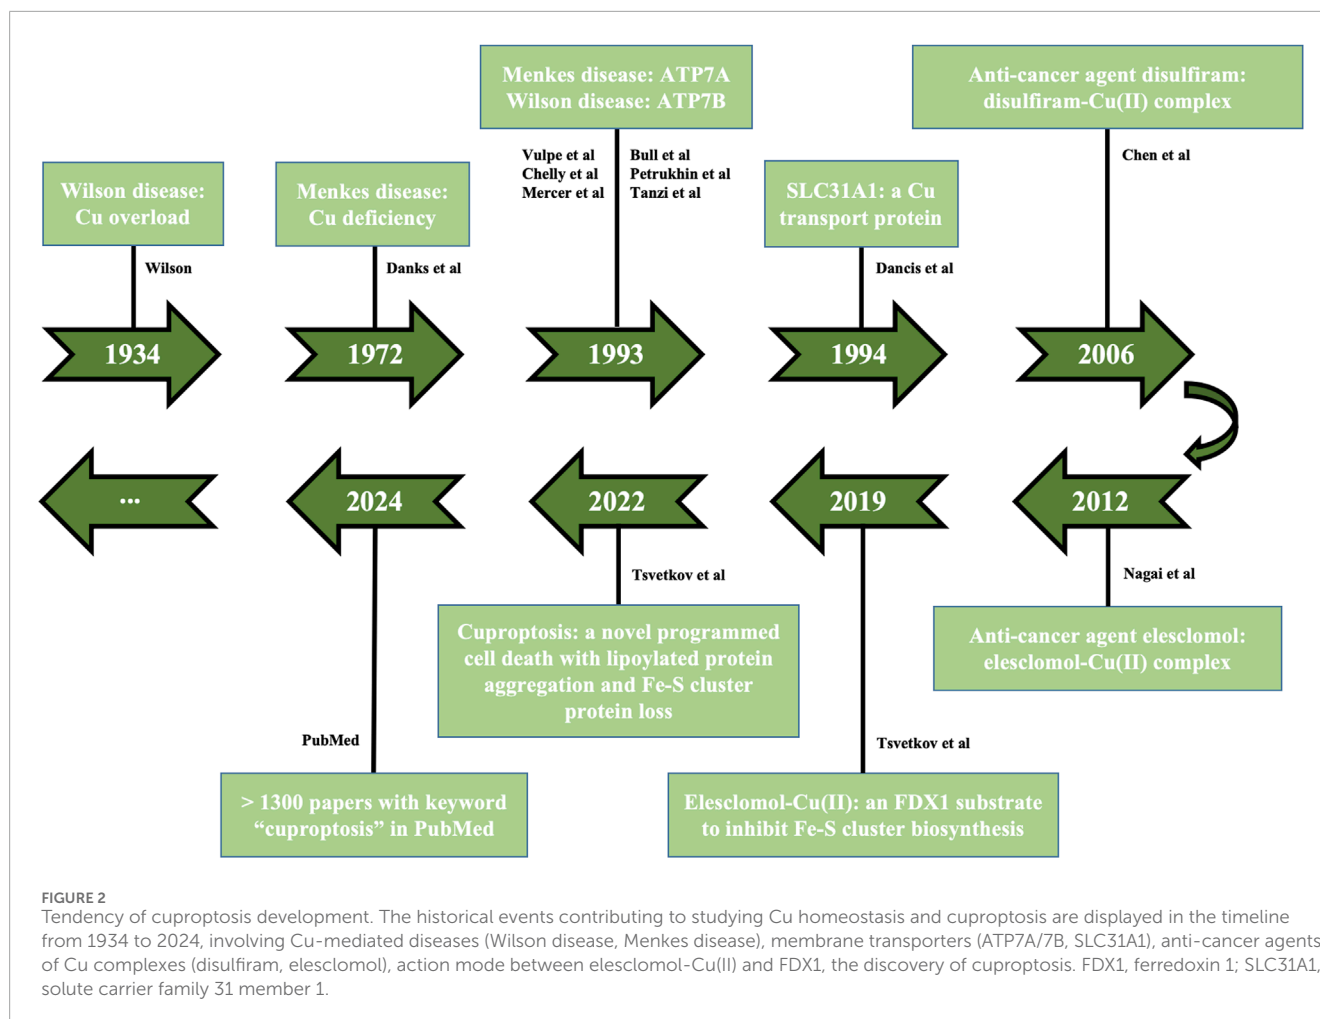 Menkes disease: ATP7A
Wilson disease: ATP7B
Anti-cancer agent disulfiram:
disulfiram-Cu(II) complex
Vulpe et al
Chelly et al
Mercer et al
Bull et al
Petrukhin et al
Tanzi et al
Chen et al
Wilson disease:
Cu overload
Menkes disease:
Cu deficiency
SLC31A1: a Cu
transport protein
Wilson
Danks et al
Dancis et al
1934
1972
1993
1994
2006
...
2024
2022
2019
2012
Tsvetkov et al
Nagai et al
Cuproptosis: a novel programmed
cell death with lipoylated protein
aggregation and Fe-S cluster
protein loss
Anti-cancer agent elesclomol:
elesclomol-Cu(II) complex
PubMed
Tsvetkov et al
> 1300 papers with keyword
“cuproptosis” in PubMed
Elesclomol-Cu(II): an FDX1 substrate
to inhibit Fe-S cluster biosynthesis
FIGURE 2
Tendency of cuproptosis development. The historical events contributing to studying Cu homeostasis and cuproptosis are displayed in the timeline
from 1934 to 2024, involving Cu-mediated diseases (Wilson disease, Menkes disease), membrane transporters (ATP7A/7B, SLC31A1), anti-cancer agents
of Cu complexes (disulfiram, elesclomol), action mode between elesclomol-Cu(II) and FDX1, the discovery of cuproptosis. FDX1, ferredoxin 1; SLC31A1,
solute carrier family 31 member 1.